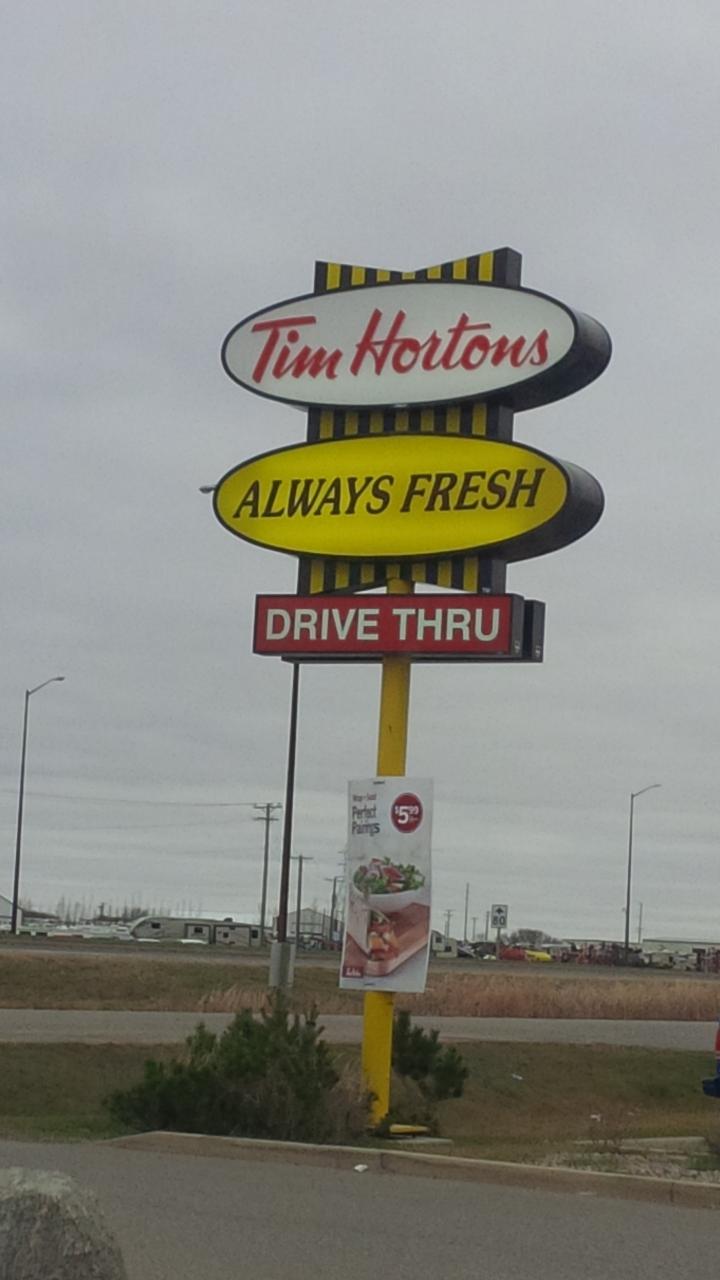 Tim Hortons
ALWAYS FRESH
DRIVE THRU
Perfect
Pairings
$5.99
80